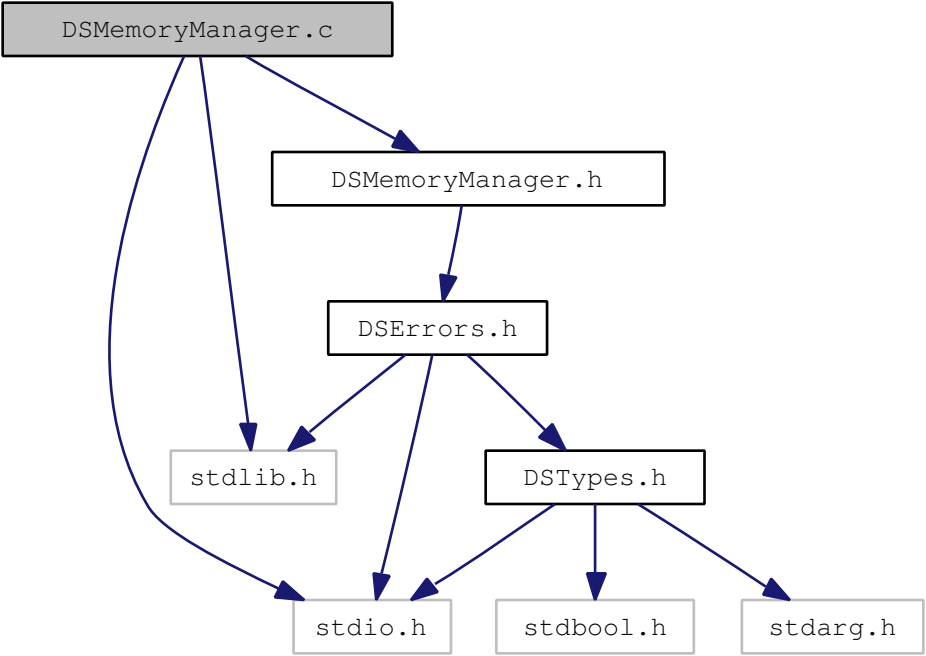 DSMemoryManager.c
DSMemoryManager.h
DSErrors.h
stdlib.h
DSTypes.h
stdio.h
stdbool.h
stdarg.h